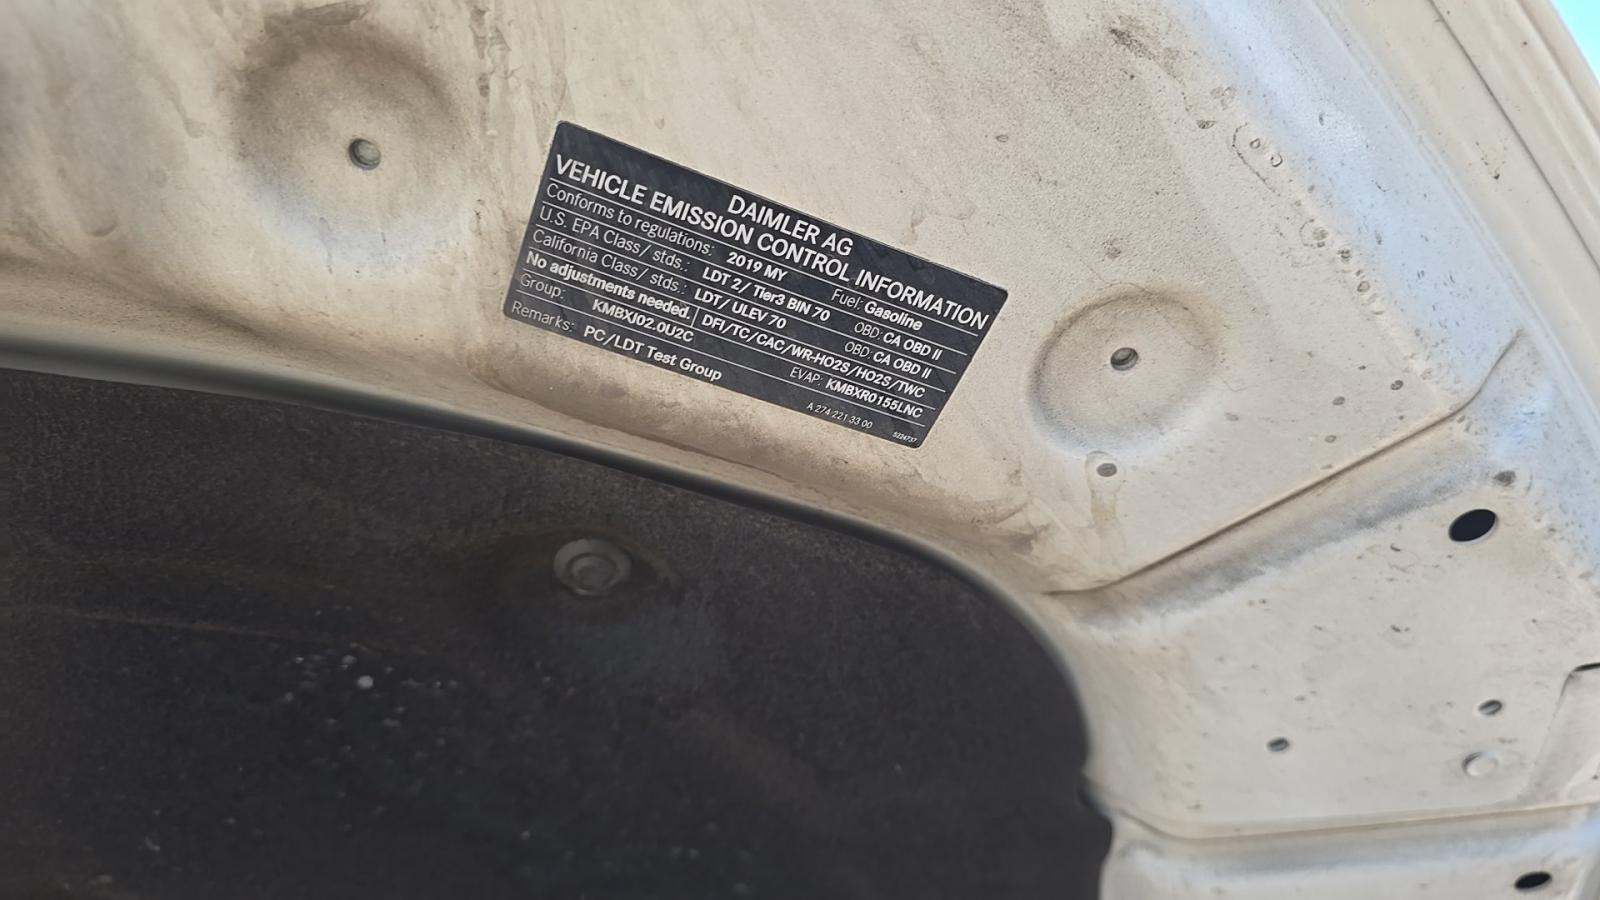 DAIMLER AG
VEHICLE EMISSION CONTROL INFORMATION
Conforms to regulations: 2019 MY Fuel: Gasoline
U.S. EPA Class / stds.: LDT 2/ Tier3 BIN 70 OBD: CA OBD II
California Class/ stds: LDT/ ULEV 70 OBD: CA OBD II
No adjustments needed. DFI/TC/CAC/WR-HO2S/HO2S/TWC
Group: KMBXJ02.0U2C EVAP: KMBXR0155LNC
Remarks: PC/LDT Test Group
A 274 221 33 00